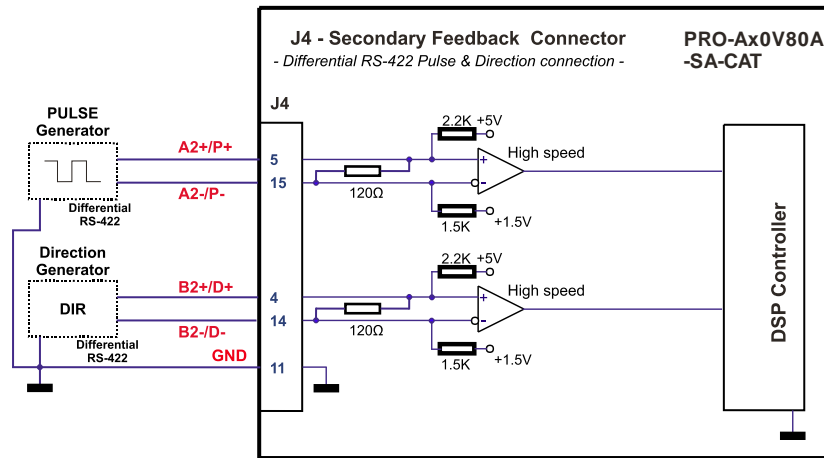 J4 - Secondary Feedback Connector
- Differential RS-422 Pulse & Direction connection -
PRO-Ax0V80A
-SA-CAT
J4
PULSE
Generator
A2+/P+
A2-/P-
Differential
RS-422
5
15
120Ω
2.2K
+5V
High speed
+
-
1.5K
+1.5V
Direction
Generator
DIR
B2+/D+
B2-/D-
Differential
RS-422
GND
4
14
11
120Ω
2.2K
+5V
High speed
+
-
1.5K
+1.5V
DSP Controller